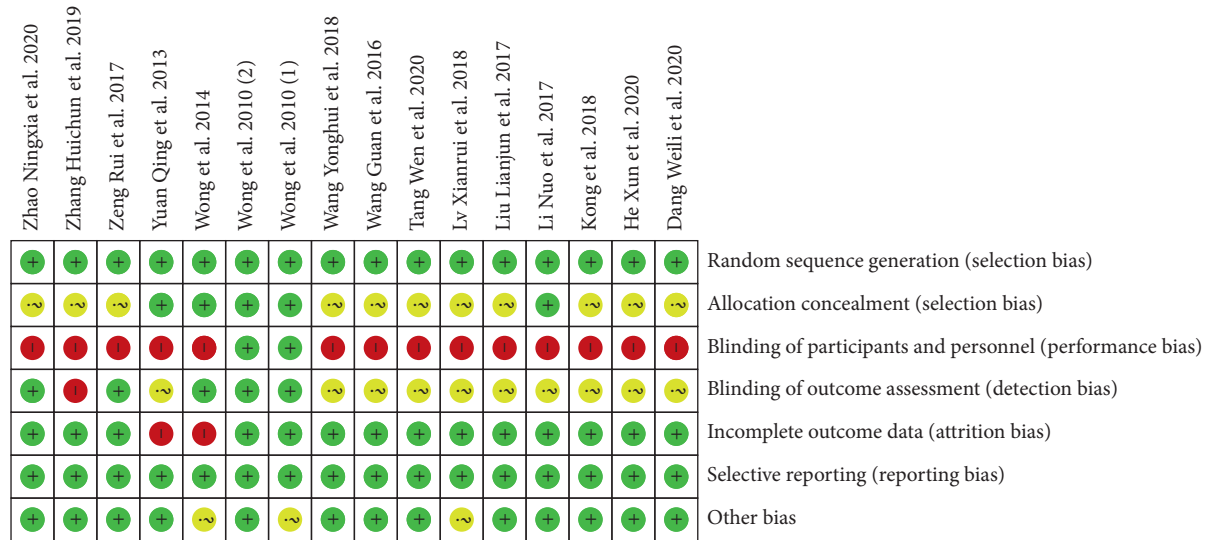 Zhao Ningxia et al. 2020
Zhang Huichun et al. 2019
Zeng Rui et al. 2017
Yuan Qing et al. 2013
Wong et al. 2014
Wong et al. 2010 (2)
Wong et al. 2010 (1)
Wang Yonghui et al. 2018
Wang Guan et al. 2016
Tang Wen et al. 2020
Lv Xianrui et al. 2018
Liu Lianjun et al. 2017
Li Nuo et al. 2017
Kong et al. 2018
He Xun et al. 2020
Dang Weili et al. 2020
+ + + + + + + + + + + + + + + + Random sequence generation (selection bias)
? ? ? + + + + ? ? ? ? ? + ? ? ? Allocation concealment (selection bias)
– – – – – + + – – – – – – – – – Blinding of participants and personnel (performance bias)
+ – + ? + + + ? ? ? ? ? ? ? ? ? Blinding of outcome assessment (detection bias)
+ + + – – + + + + + + + + + + + Incomplete outcome data (attrition bias)
+ + + + + + + + + + + + + + + + Selective reporting (reporting bias)
+ + + + ? + ? + + + ? + + + + + Other bias